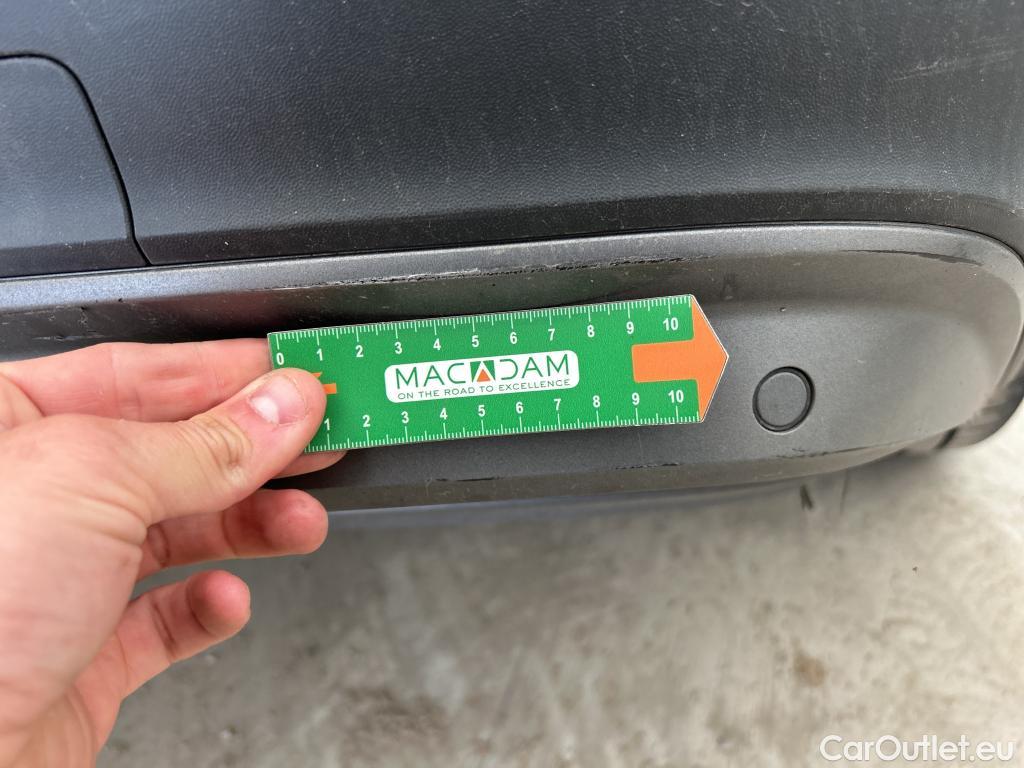 0 1 2 3 4 5 6 7 8 9 10
MACADAM
ON THE ROAD TO EXCELLENCE
1 2 3 4 5 6 7 8 9 10
CarOutlet.eu